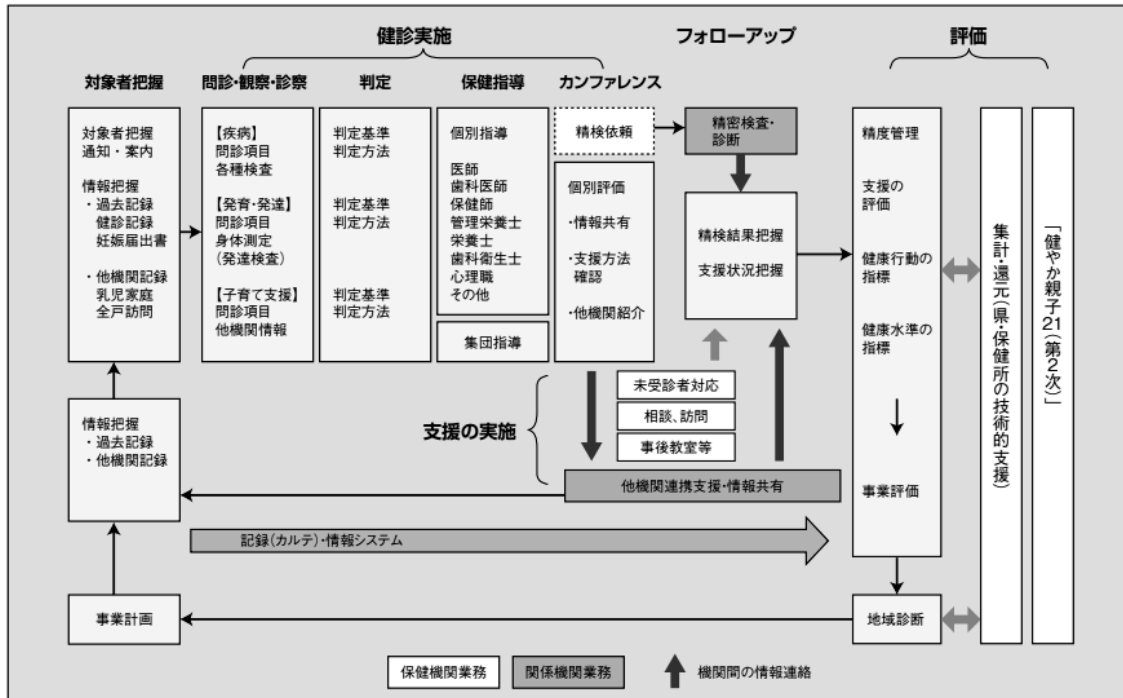 健診実施
フォローアップ
評価
対象者把握
問診・観察・診察
判定
保健指導
カンファレンス
対象者把握
通知・案内
情報把握
・過去記録
健診記録
妊娠届出書
・他機関記録
乳児家庭
全戸訪問
【疾病】
問診項目
各種検査
【発育・発達】
問診項目
身体測定
(発達検査)
【子育て支援】
問診項目
他機関情報
判定基準
判定方法
判定基準
判定方法
判定基準
判定方法
個別指導
医師
歯科医師
保健師
管理栄養士
栄養士
歯科衛生士
心理職
その他
集団指導
精検依頼
個別評価
・情報共有
・支援方法
確認
・他機関紹介
精密検査・
診断
精検結果把握
支援状況把握
精度管理
支援の
評価
健康行動の
指標
健康水準の
指標
事業評価
集計・還元(県・保健所の技術的支援)
「健やか親子21(第2次)」
情報把握
・過去記録
・他機関記録
支援の実施
未受診者対応
相談、訪問
事後教室等
他機関連携支援・情報共有
記録(カルテ)・情報システム
事業計画
地域診断
保健機関業務
関係機関業務
機関間の情報連絡